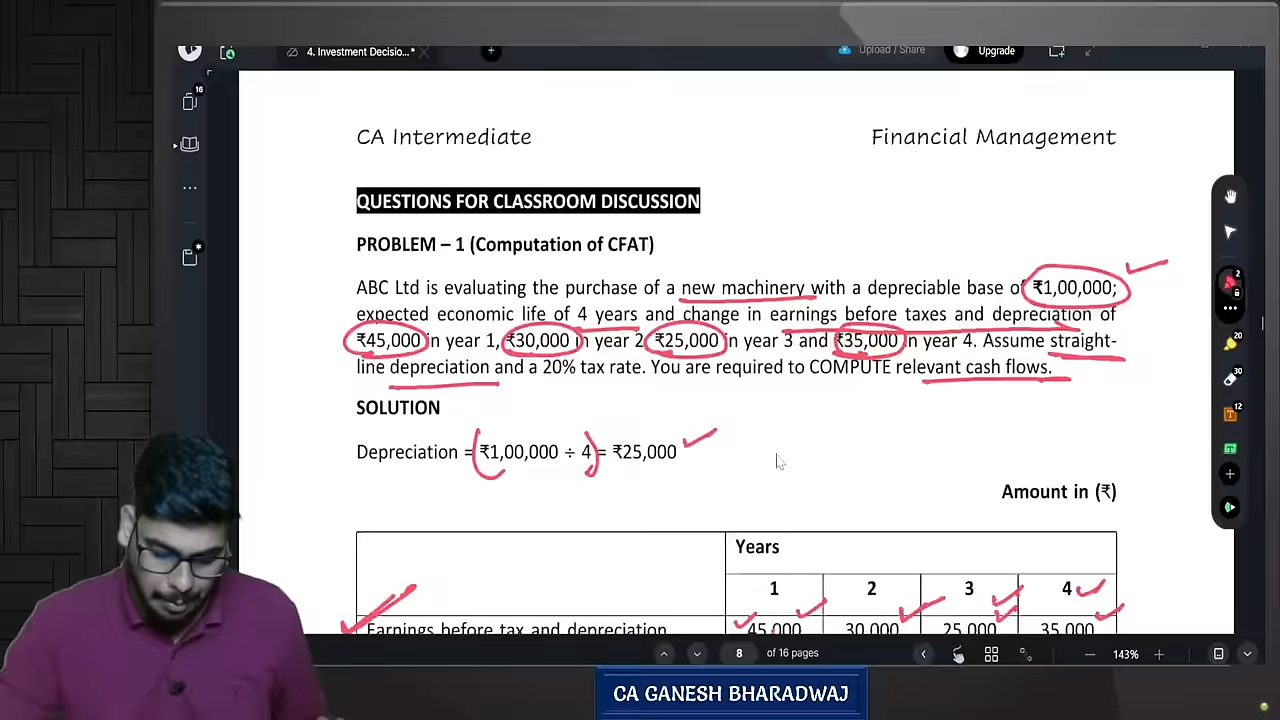 4. Investment Decisio...*
Upload / Share
Upgrade
16
CA Intermediate
Financial Management
QUESTIONS FOR CLASSROOM DISCUSSION
PROBLEM – 1 (Computation of CFAT)
ABC Ltd is evaluating the purchase of a new machinery with a depreciable base of ₹1,00,000;
expected economic life of 4 years and change in earnings before taxes and depreciation of
₹45,000 in year 1, ₹30,000 in year 2 ₹25,000 in year 3 and ₹35,000 in year 4. Assume straight-
line depreciation and a 20% tax rate. You are required to COMPUTE relevant cash flows.
SOLUTION
Depreciation = ₹1,00,000 ÷ 4 = ₹25,000
Amount in (₹)
Years
1 2 3 4
Earnings before tax and depreciation 45,000 30,000 25,000 35,000
2
20
30
12
8 of 16 pages
143%
CA GANESH BHARADWAJ